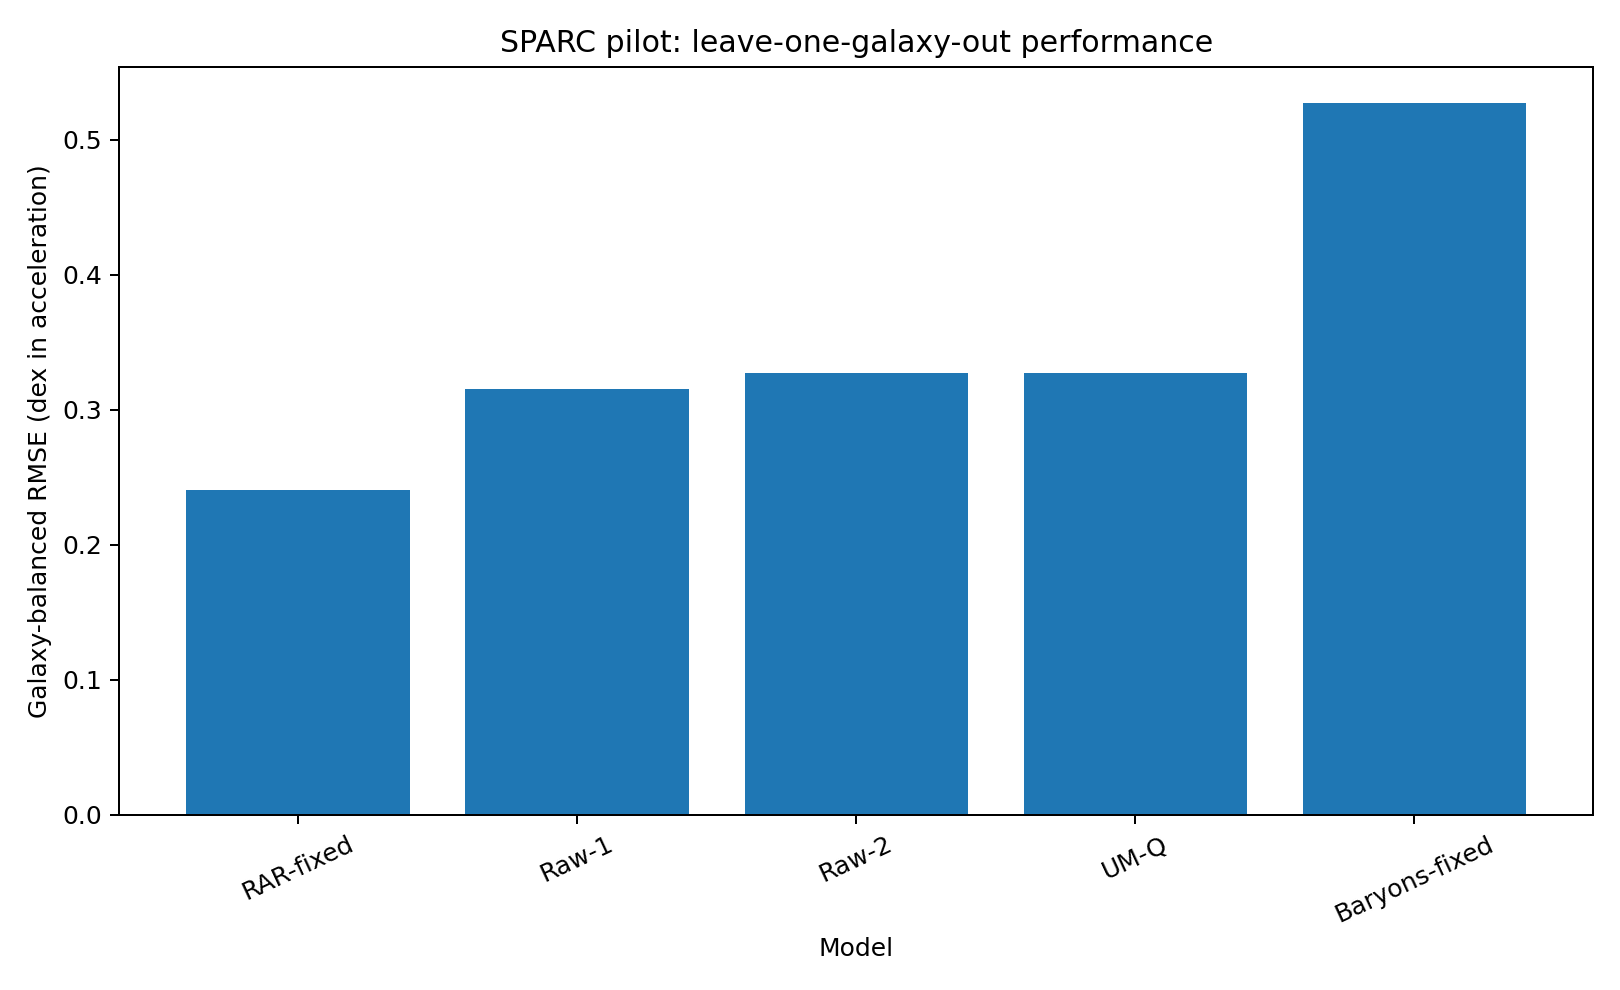 SPARC pilot: leave-one-galaxy-out performance
Galaxy-balanced RMSE (dex in acceleration)
0.5
0.4
0.3
0.2
0.1
0.0
RAR-fixed
Raw-1
Raw-2
UM-Q
Baryons-fixed
Model